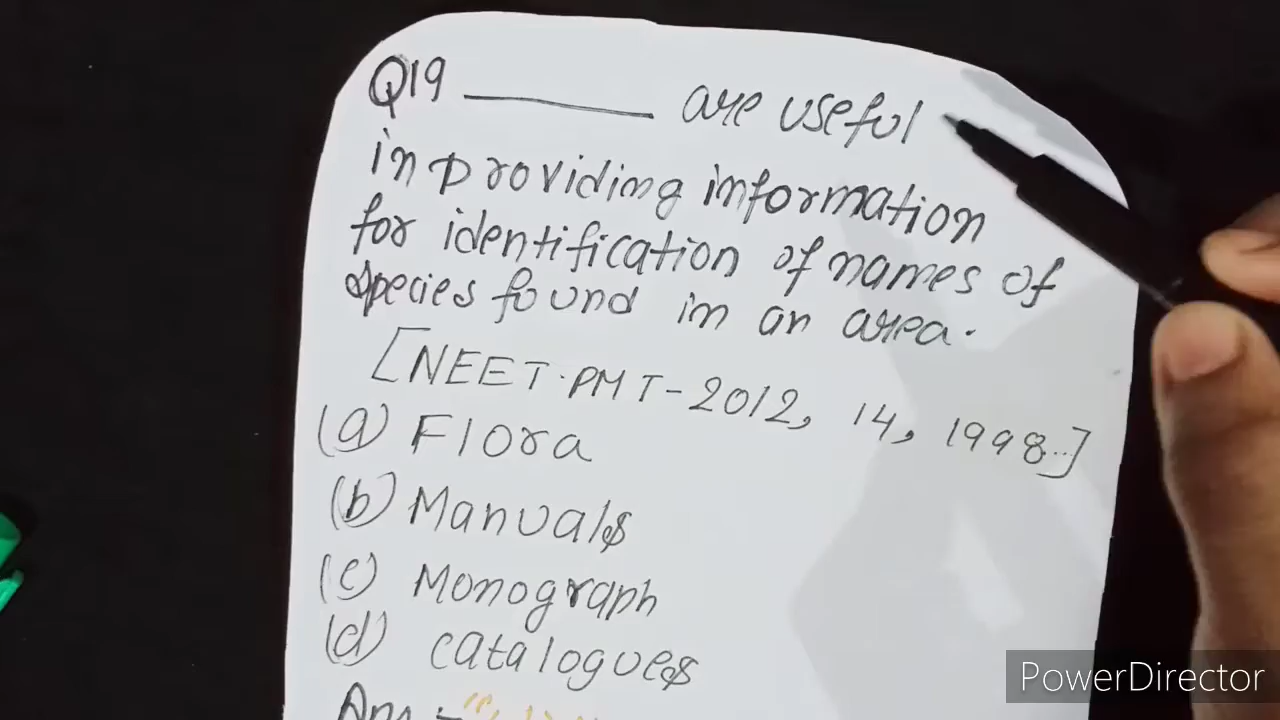 Q19 ______ are useful
in providing information
for identification of names of
species found in an area.
[NEET.PMT-2012, 14, 1998..]
(a) Flora
(b) Manuals
(c) Monograph
(d) catalogues
Ans -
PowerDirector